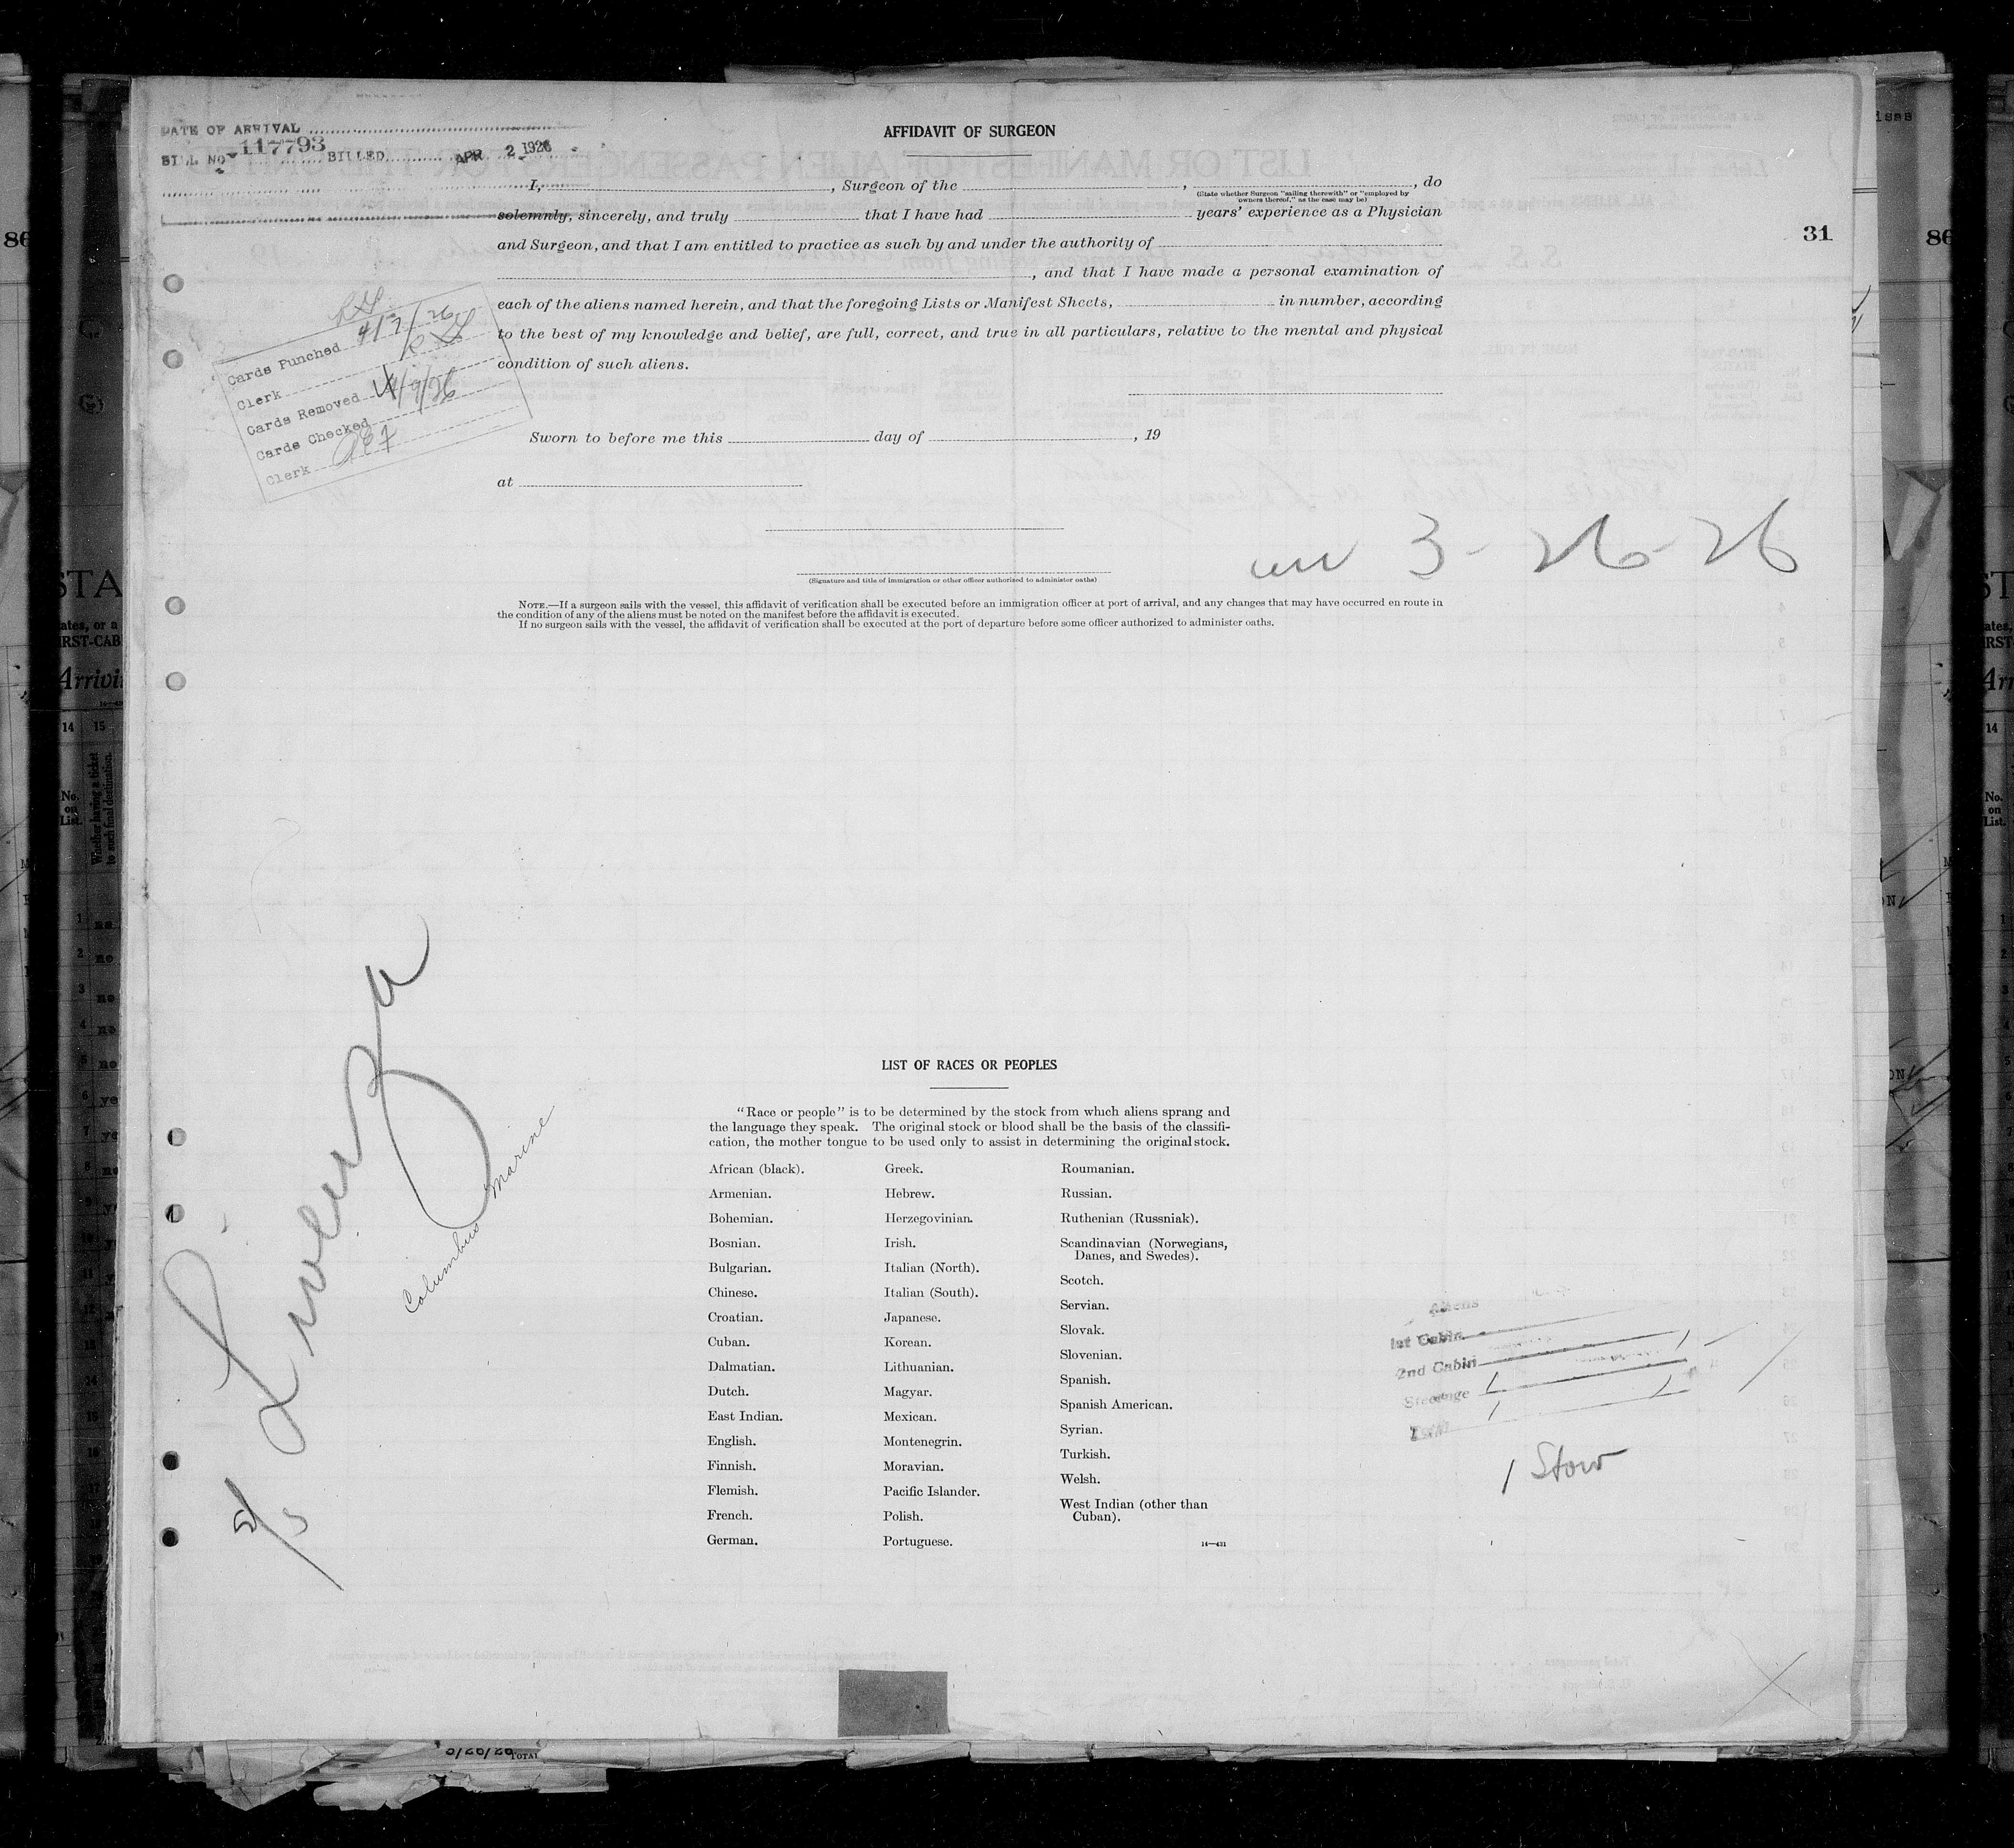 DATE OF ARRIVAL
BILL NO 117793 BILLED APR 2 1926
AFFIDAVIT OF SURGEON
I, , Surgeon of the , , do
(State whether Surgeon "sailing therewith" or "employed by
owners thereof," as the case may be)
solemnly, sincerely, and truly that I have had years' experience as a Physician
and Surgeon, and that I am entitled to practice as such by and under the authority of
, and that I have made a personal examination of
each of the aliens named herein, and that the foregoing Lists or Manifest Sheets, in number, according
to the best of my knowledge and belief, are full, correct, and true in all particulars, relative to the mental and physical
condition of such aliens.
31
Cards Punched 4/7/26
Clerk
Cards Removed 4/9/26
Cards Checked
Clerk
Sworn to before me this day of , 19
at
3-26-26
(Signature and title of immigration or other officer authorized to administer oaths)
NOTE.—If a surgeon sails with the vessel, this affidavit of verification shall be executed before an immigration officer at port of arrival, and any changes that may have occurred en route in
the condition of any of the aliens must be noted on the manifest before the affidavit is executed.
If no surgeon sails with the vessel, the affidavit of verification shall be executed at the port of departure before some officer authorized to administer oaths.
S/S Livenza
Columbus Marine
LIST OF RACES OR PEOPLES
"Race or people" is to be determined by the stock from which aliens sprang and
the language they speak. The original stock or blood shall be the basis of the classifi-
cation, the mother tongue to be used only to assist in determining the original stock.
African (black).
Armenian.
Bohemian.
Bosnian.
Bulgarian.
Chinese.
Croatian.
Cuban.
Dalmatian.
Dutch.
East Indian.
English.
Finnish.
Flemish.
French.
German.
Greek.
Hebrew.
Herzegovinian.
Irish.
Italian (North).
Italian (South).
Japanese.
Korean.
Lithuanian.
Magyar.
Mexican.
Montenegrin.
Moravian.
Pacific Islander.
Polish.
Portuguese.
Roumanian.
Russian.
Ruthenian (Russniak).
Scandinavian (Norwegians,
Danes, and Swedes).
Scotch.
Servian.
Slovak.
Slovenian.
Spanish.
Spanish American.
Syrian.
Turkish.
Welsh.
West Indian (other than
Cuban).
Aliens
1st Cabin
2nd Cabin 1
Steerage 1
Total 1 1
1 Stow